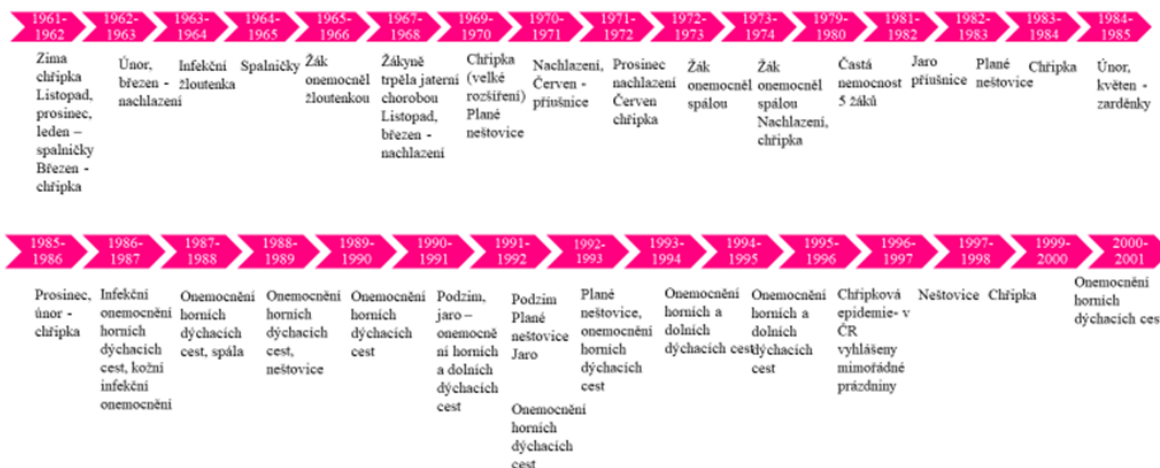 1961-
1962
1962-
1963
1963-
1964
1964-
1965
1965-
1966
1967-
1968
1969-
1970
1970-
1971
1971-
1972
1972-
1973
1973-
1974
1979-
1980
1981-
1982
1982-
1983
1983-
1984
1984-
1985
Zima
chřipka
Listopad,
prosinec,
leden –
spalničky
Březen -
chřipka
Únor,
březen -
nachlazení
Infekční
žloutenka
Spalničky
Žák
onemocněl
žloutenkou
Žákyně
trpěla jaterní
chorobou
Listopad,
březen -
nachlazení
Chřipka
(velké
rozšíření)
Plané
neštovice
Nachlazení,
Červen -
příušnice
Prosinec
nachlazení
Červen
chřipka
Žák
onemocněl
spálou
Žák
onemocněl
spálou
Nachlazení,
chřipka
Častá
nemocnost
5 žáků
Jaro
příušnice
Plané
neštovice
Chřipka
Únor,
květen -
zarděnky
1985-
1986
1986-
1987
1987-
1988
1988-
1989
1989-
1990
1990-
1991
1991-
1992
1992-
1993
1993-
1994
1994-
1995
1995-
1996
1996-
1997
1997-
1998
1999-
2000
2000-
2001
Prosinec,
únor -
chřipka
Infekční
onemocnění
horních
dýchacích
cest, kožní
infekční
onemocnění
Onemocnění
horních
dýchacích
cest, spála
Onemocnění
horních
dýchacích
cest,
neštovice
Onemocnění
horních
dýchacích
cest
Podzim,
jaro –
onemocně
ní horních
a dolních
dýchacích
cest
Podzim
Plané
neštovice
Jaro
Onemocnění
horních
dýchacích
cest
Plané
neštovice,
onemocnění
horních
dýchacích
cest
Onemocnění
horních a
dolních
dýchacích cest
Onemocnění
horních a
dolních
dýchacích
cest
Chřipková
epidemie- v
ČR
vyhlášeny
mimořádné
prázdniny
Neštovice
Chřipka
Onemocnění
horních
dýchacích cest